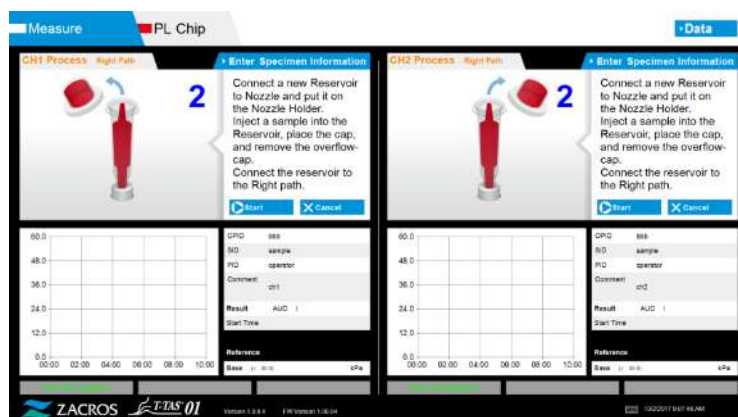 Measure
PL Chip
Data
CH1 Process Right Path
Enter Specimen Information
2
Connect a new Reservoir
to Nozzle and put it on
the Nozzle Holder.
Inject a sample into the
Reservoir, place the cap,
and remove the overflow-
cap.
Connect the reservoir to
the Right path.
Start
Cancel
CH2 Process Right Path
Enter Specimen Information
2
Connect a new Reservoir
to Nozzle and put it on
the Nozzle Holder.
Inject a sample into the
Reservoir, place the cap,
and remove the overflow-
cap.
Connect the reservoir to
the Right path.
Start
Cancel
60.0
48.0
36.0
24.0
12.0
0.0
00:00 02:00 04:00 06:00 08:00 10:00
OPID
SID sample
PID operator
Comment
ch1
Result AUC :
Start Time
Reference
Base kPa
60.0
48.0
36.0
24.0
12.0
0.0
00:00 02:00 04:00 06:00 08:00 10:00
OPID
SID sample
PID operator
Comment
ch2
Result AUC :
Start Time
Reference
Base kPa
ZACROS T-TAS 01